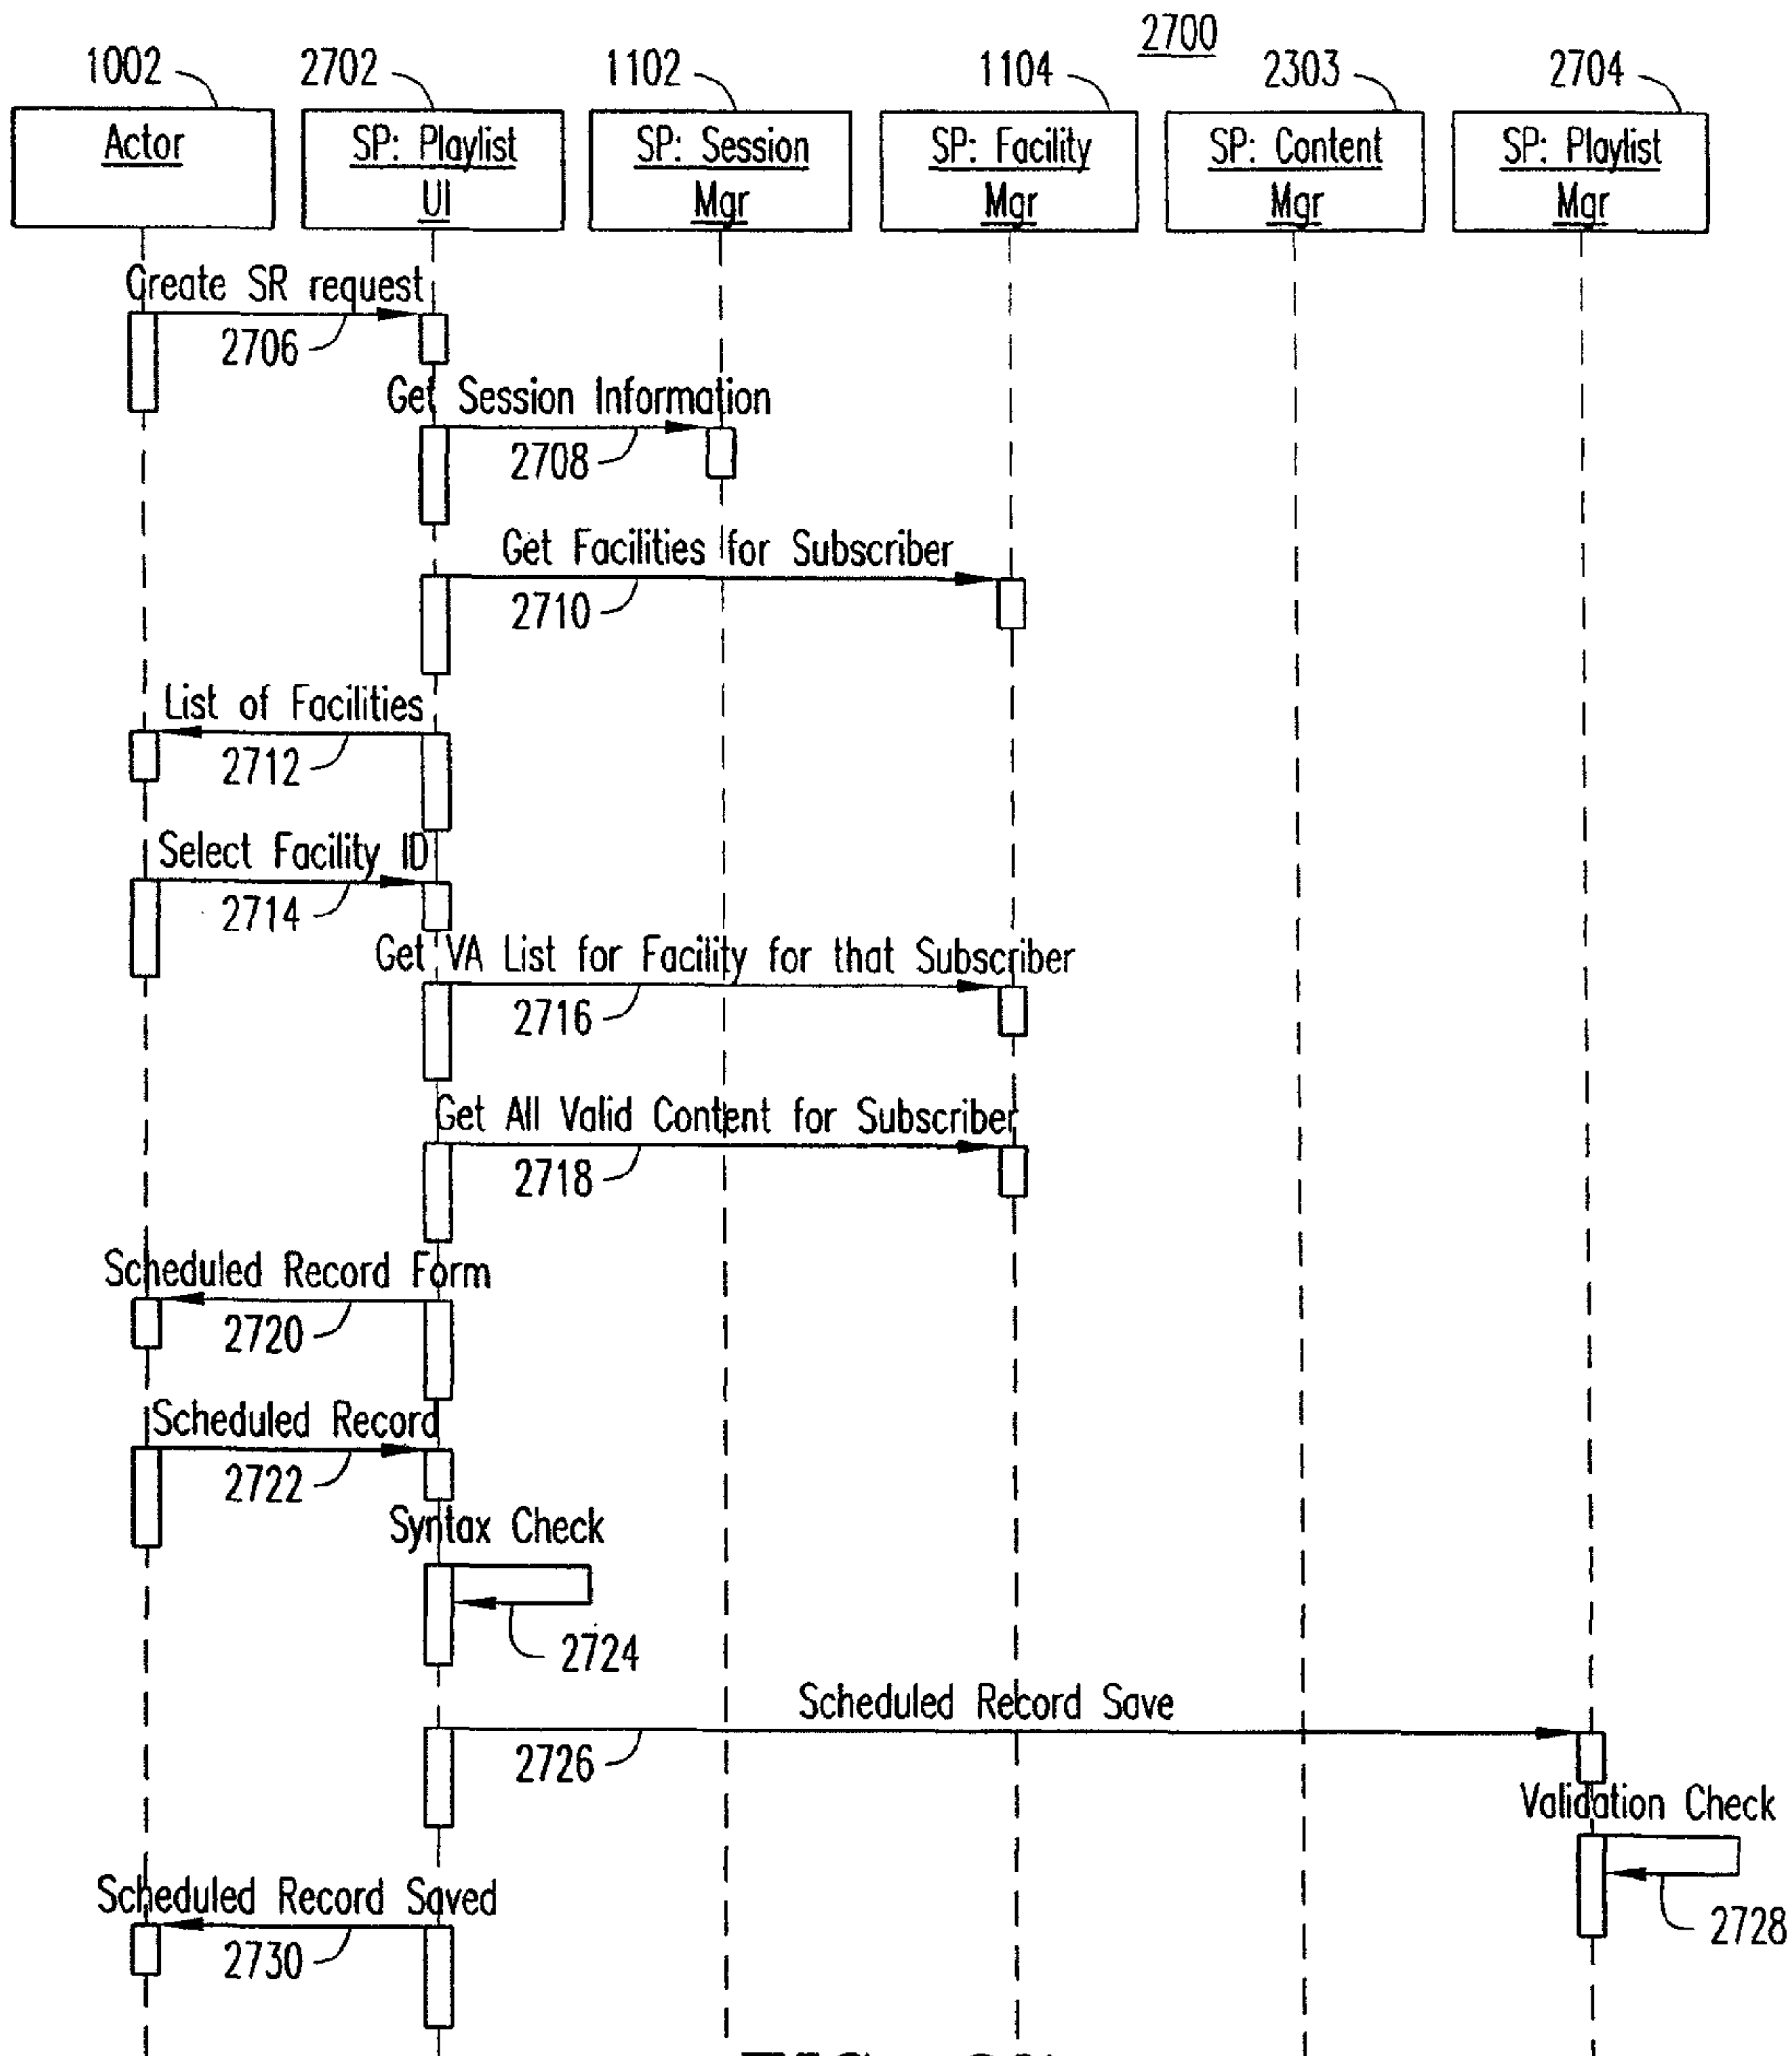 2700
1002
2702
1102
1104
2303
2704
Actor
SP: Playlist
UI
SP: Session
Mgr
SP: Facility
Mgr
SP: Content
Mgr
SP: Playlist
Mgr
Create SR request
2706
Get Session Information
2708
Get Facilities for Subscriber
2710
List of Facilities
2712
Select Facility ID
2714
Get VA List for Facility for that Subscriber
2716
Get All Valid Content for Subscriber
2718
Scheduled Record Form
2720
Scheduled Record
2722
Syntax Check
2724
Scheduled Record Save
2726
Validation Check
2728
Scheduled Record Saved
2730